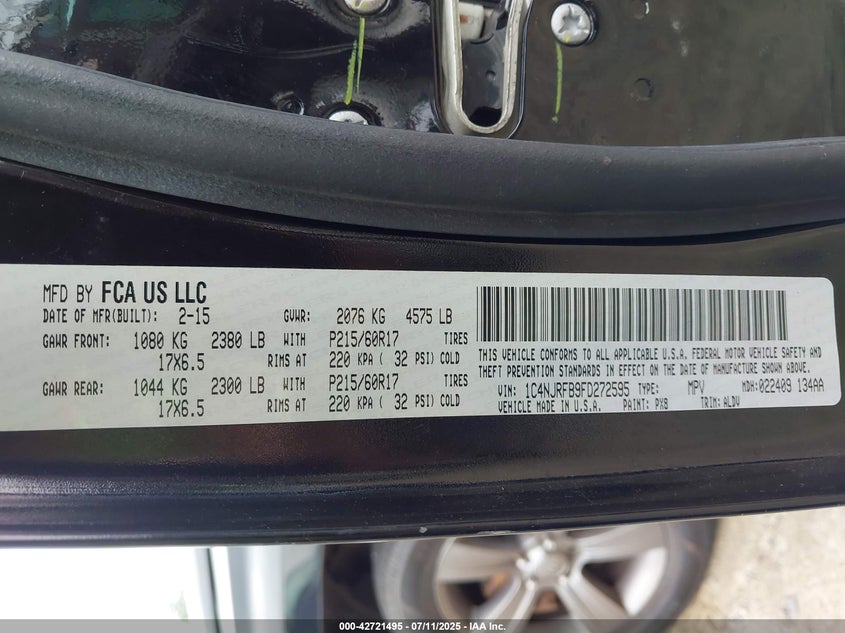 MFD BY FCA US LLC
DATE OF MFR(BUILT): 2-15 GVWR: 2076 KG 4575 LB
GAWR FRONT: 1080 KG 2380 LB WITH P215/60R17 TIRES
17X6.5 RIMS AT 220 KPA ( 32 PSI) COLD
GAWR REAR: 1044 KG 2300 LB WITH P215/60R17 TIRES
17X6.5 RIMS AT 220 KPA ( 32 PSI) COLD
THIS VEHICLE CONFORMS TO ALL APPLICABLE U.S.A. FEDERAL MOTOR VEHICLE SAFETY AND
THEFT PREVENTION STANDARDS IN EFFECT ON THE DATE OF MANUFACTURE SHOWN ABOVE.
VIN: 1C4NJRFB9FD272595 TYPE: MPV MDH:022409 134AA
VEHICLE MADE IN U.S.A. PAINT: PX8 TRIM: ALDV
000-42721495 - 07/11/2025 - IAA Inc.